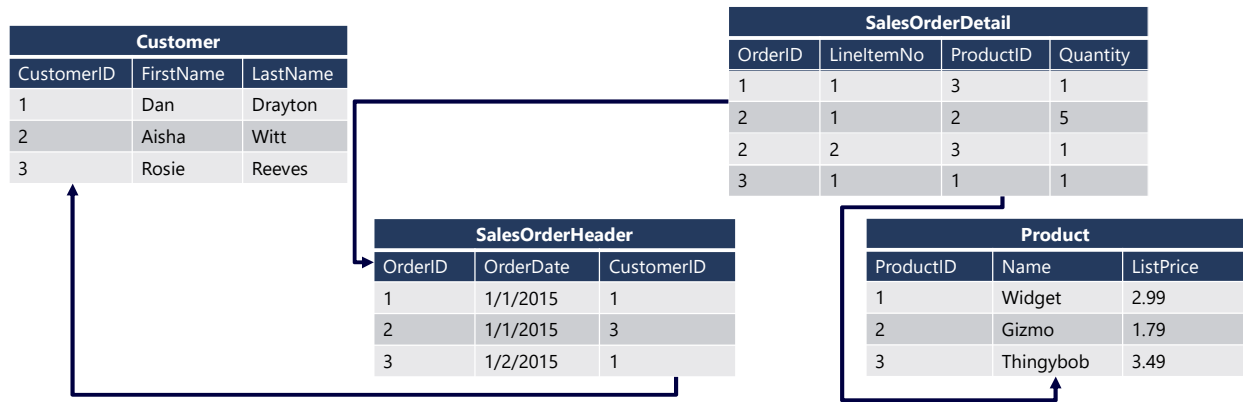 Customer
CustomerID FirstName LastName
1 Dan Drayton
2 Aisha Witt
3 Rosie Reeves
SalesOrderDetail
OrderID LineItemNo ProductID Quantity
1 1 3 1
2 1 2 5
2 2 3 1
3 1 1 1
SalesOrderHeader
OrderID OrderDate CustomerID
1 1/1/2015 1
2 1/1/2015 3
3 1/2/2015 1
Product
ProductID Name ListPrice
1 Widget 2.99
2 Gizmo 1.79
3 Thingybob 3.49